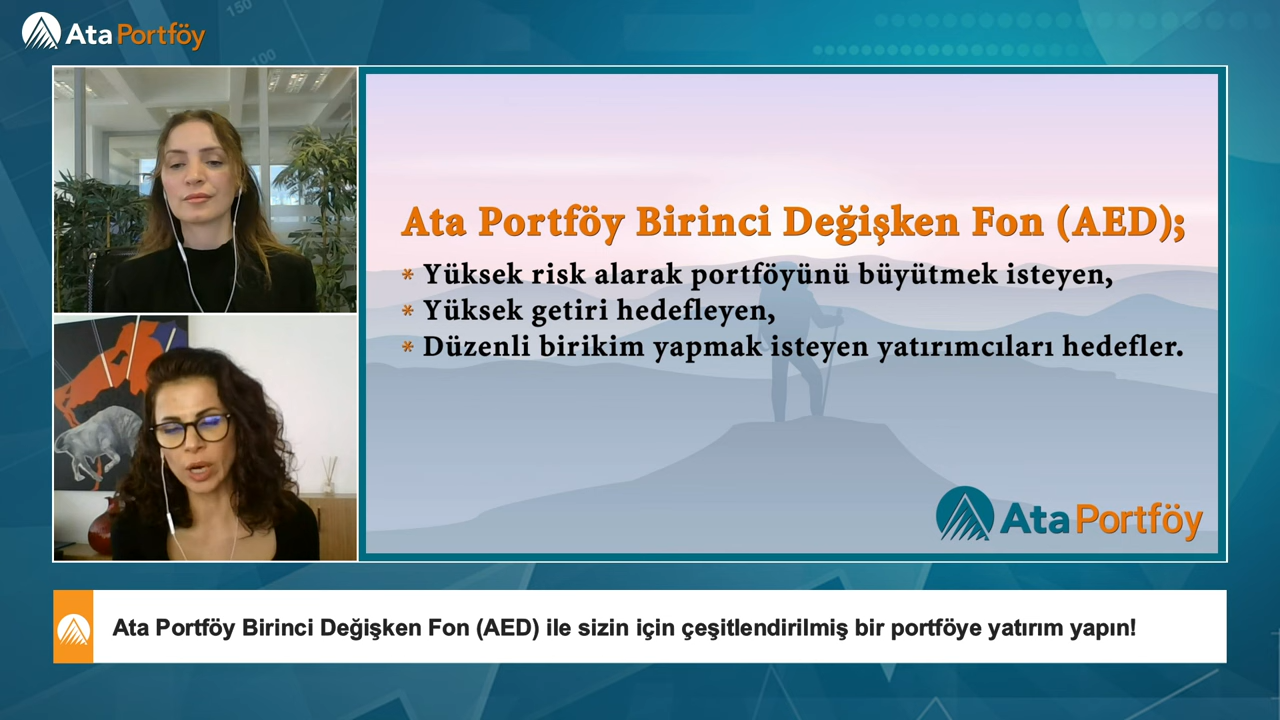 Ata Portföy
150
100
Ata Portföy Birinci Değişken Fon (AED);
* Yüksek risk alarak portföyünü büyütmek isteyen,
* Yüksek getiri hedefleyen,
* Düzenli birikim yapmak isteyen yatırımcıları hedefler.
Ata Portföy
Ata Portföy Birinci Değişken Fon (AED) ile sizin için çeşitlendirilmiş bir portföye yatırım yapın!